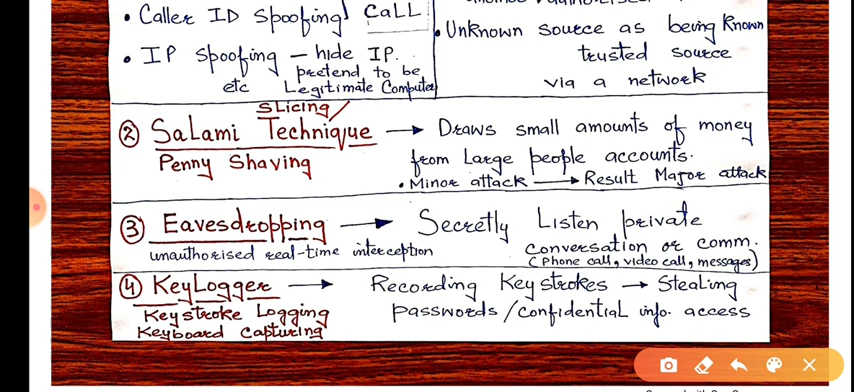 • Caller ID Spoofing CALL
• IP Spoofing — hide IP.
pretend to be
etc Legitimate Computer
• Unknown source as being known
trusted source
via a network
Slicing
② Salami Technique → Draws small amounts of money
Penny Shaving from Large people accounts.
• Minor attack → Result Major attack
③ Eavesdropping → Secretly Listen private
unauthorised real-time interception conversation or comm.
(Phone call, video call, messages)
④ KeyLogger → Recording Key strokes → Stealing
Keystroke Logging passwords/confidential info. access
Keyboard Capturing